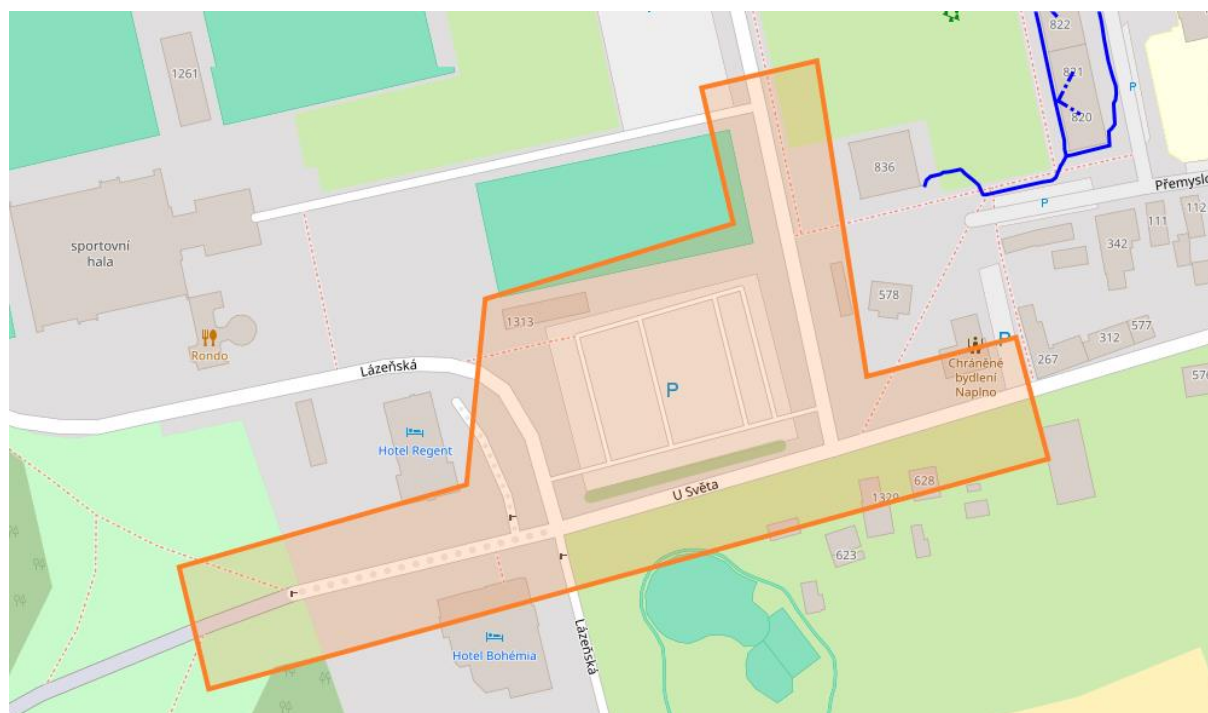 822
1261
821
P
820
836
Přemyslo
P
112
111
342
sportovní
hala
578
1313
577
312
P
267
Rondo
Lázeňská
Chráněné
bydlení
Naplno
576
P
Hotel Regent
U Světa
628
1329
623
Lázeňská
Hotel Bohémia